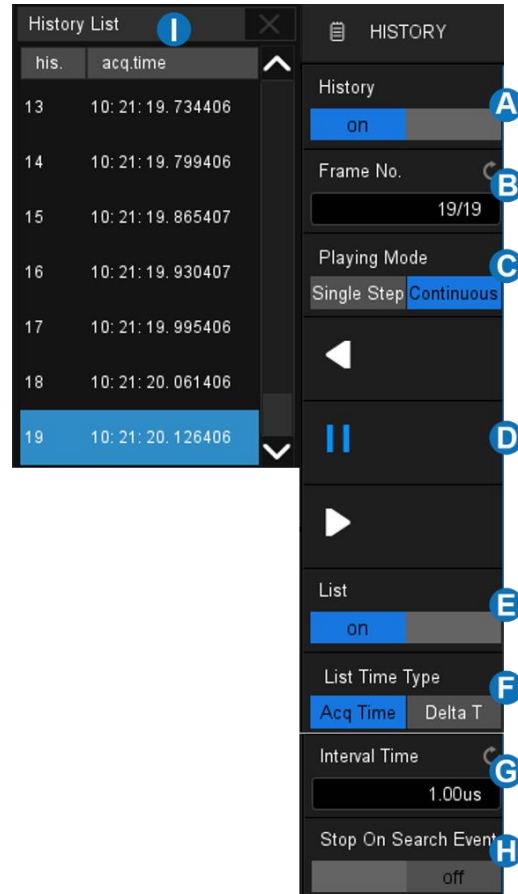 History List
I
his. acq.time
13 10: 21: 19. 734406
14 10: 21: 19. 799406
15 10: 21: 19. 865407
16 10: 21: 19. 930407
17 10: 21: 19. 995406
18 10: 21: 20. 061406
19 10: 21: 20. 126406
HISTORY
History
A
on
Frame No.
B
19/19
Playing Mode
C
Single Step Continuous
D
List
E
on
List Time Type
F
Acq Time Delta T
Interval Time
G
1.00us
Stop On Search Event
H
off